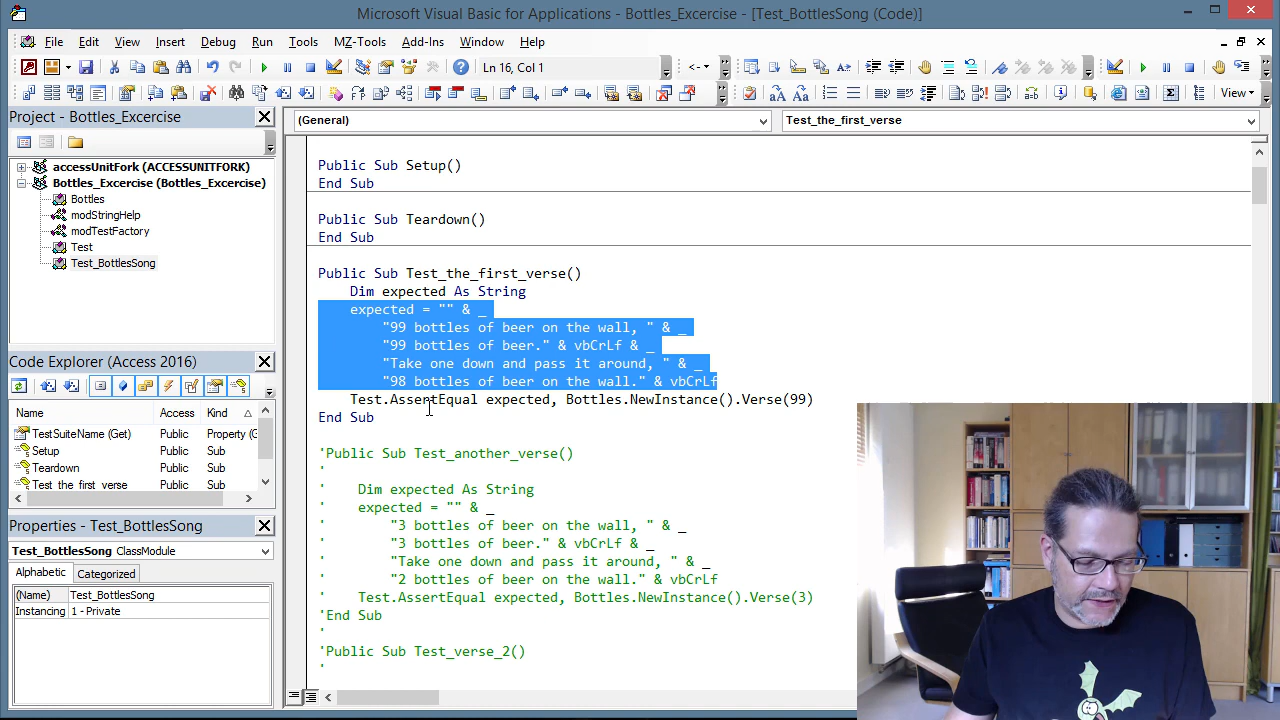 Microsoft Visual Basic for Applications - Bottles_Excercise - [Test_BottlesSong (Code)]
File Edit View Insert Format Debug Run Tools MZ-Tools Add-Ins Window Help
Ln 16, Col 1
View
Project - Bottles_Excercise
accessUnitFork (ACCESSUNITFORK)
Bottles_Excercise (Bottles_Excercise)
Bottles
modStringHelp
modTestFactory
Test
Test_BottlesSong
Code Explorer (Access 2016)
Name Access Kind
TestSuiteName (Get) Public Property (G
Setup Public Sub
Teardown Public Sub
Test_the_first_verse Public Sub
Properties - Test_BottlesSong
Test_BottlesSong ClassModule
Alphabetic Categorized
(Name) Test_BottlesSong
Instancing 1 - Private
(General) Test_the_first_verse
Public Sub Setup()
End Sub
Public Sub Teardown()
End Sub
Public Sub Test_the_first_verse()
Dim expected As String
expected = "" & _
"99 bottles of beer on the wall, " & _
"99 bottles of beer." & vbCrLf & _
"Take one down and pass it around, " & _
"98 bottles of beer on the wall." & vbCrLf
Test.AssertEqual expected, Bottles.NewInstance().Verse(99)
End Sub
'Public Sub Test_another_verse()
'
' Dim expected As String
' expected = "" & _
' "3 bottles of beer on the wall, " & _
' "3 bottles of beer." & vbCrLf & _
' "Take one down and pass it around, " & _
' "2 bottles of beer on the wall." & vbCrLf
' Test.AssertEqual expected, Bottles.NewInstance().Verse(3)
'End Sub
'
'Public Sub Test_verse_2()
'